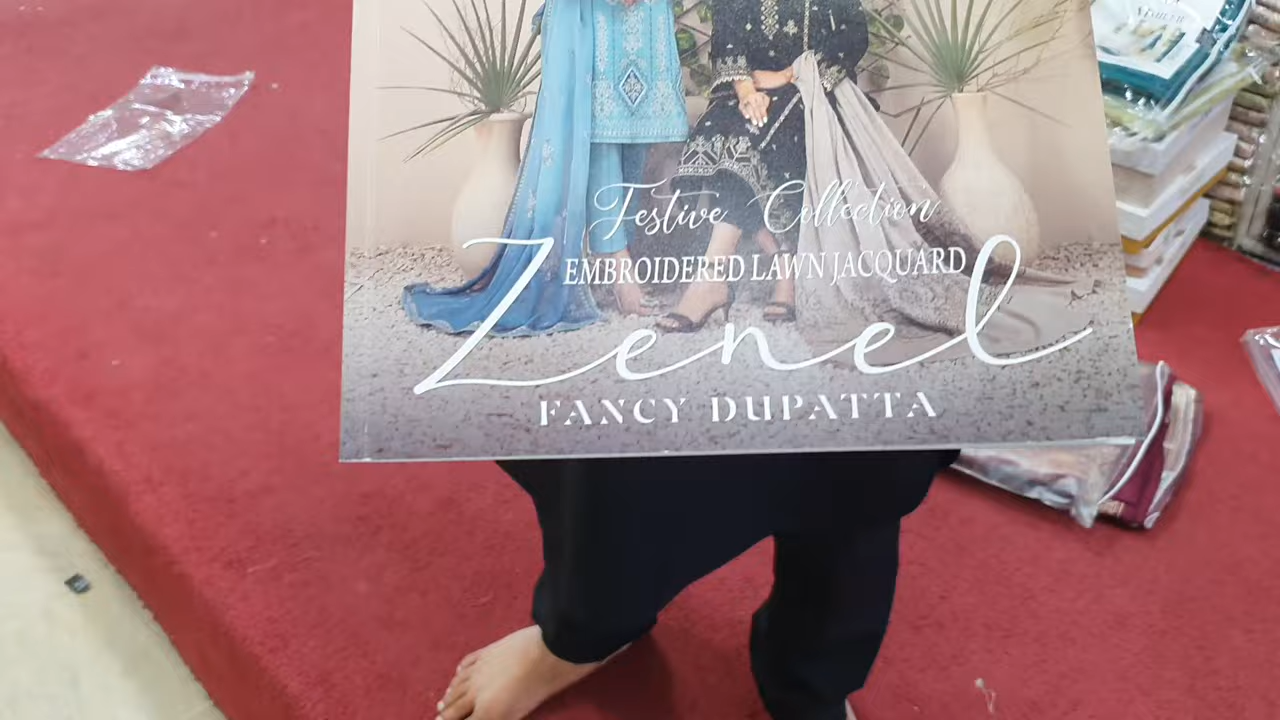 Festive Collection
EMBROIDERED LAWN JACQUARD
Zenel
FANCY DUPATTA